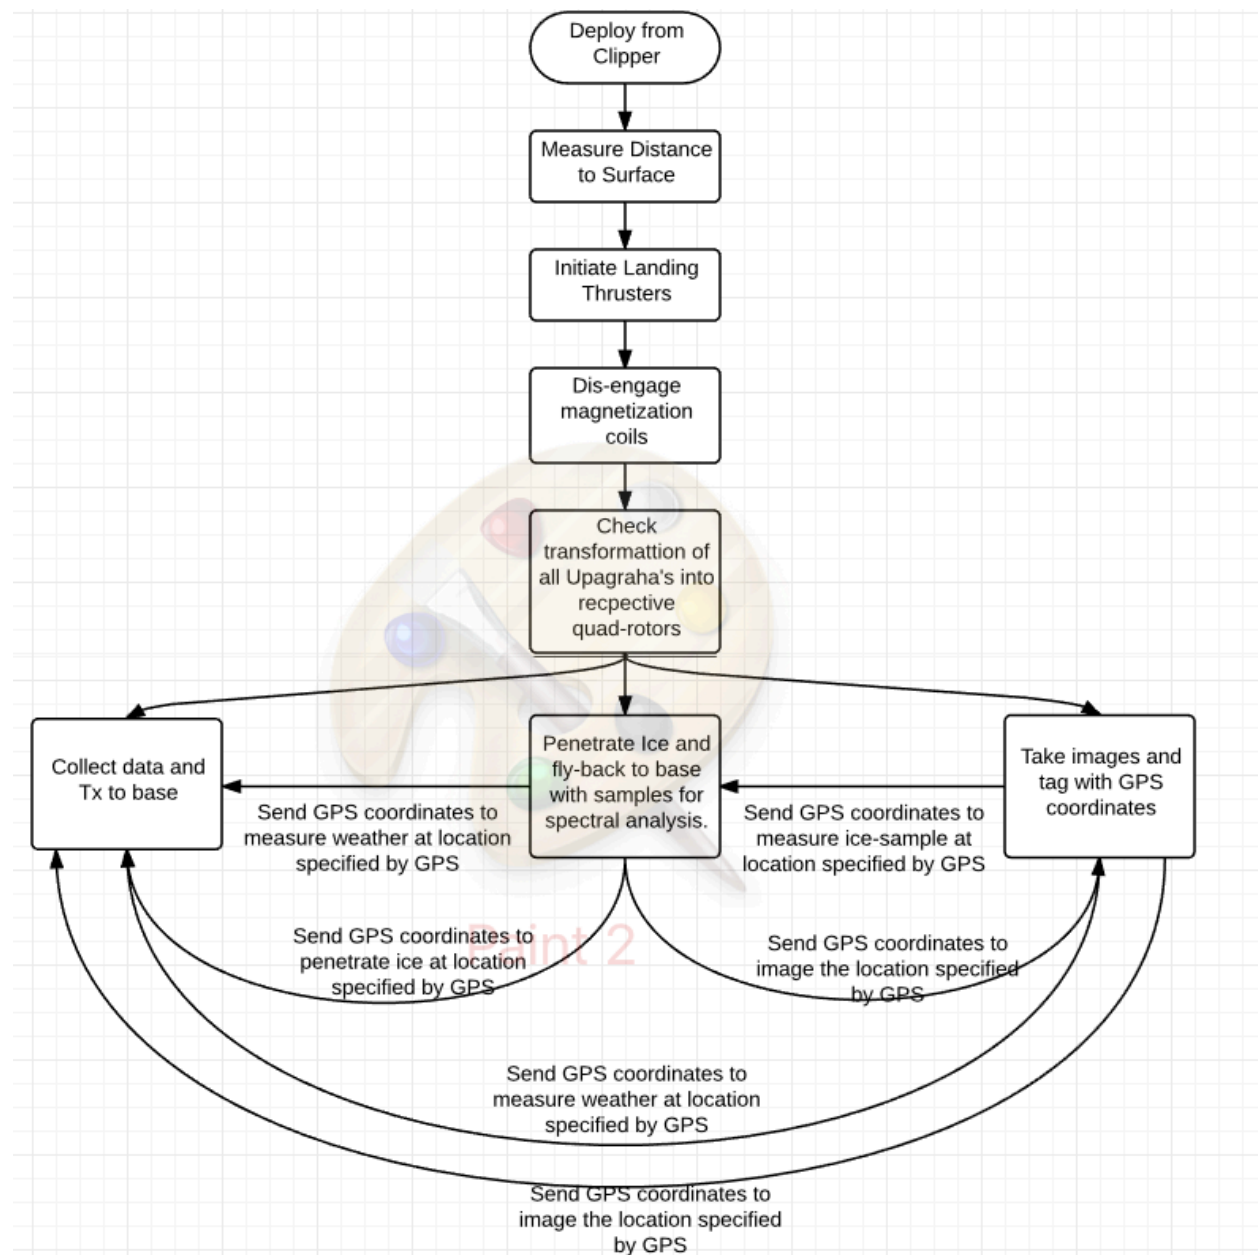 Deploy from
Clipper
Measure Distance
to Surface
Initiate Landing
Thrusters
Dis-engage
magnetization
coils
Check
transformattion of
all Upagraha's into
recpective
quad-rotors
Collect data and
Tx to base
Penetrate Ice and
fly-back to base
with samples for
spectral analysis.
Take images and
tag with GPS
coordinates
Send GPS coordinates to
measure weather at location
specified by GPS
Send GPS coordinates to
measure ice-sample at
location specified by GPS
Send GPS coordinates to
penetrate ice at location
specified by GPS
Paint 2
Send GPS coordinates to
image the location specified
by GPS
Send GPS coordinates to
measure weather at location
specified by GPS
Send GPS coordinates to
image the location specified
by GPS